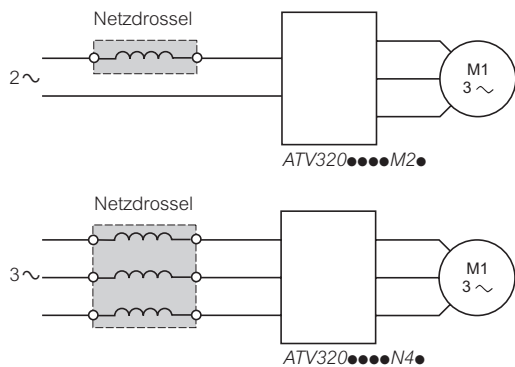 Netzdrossel
2~
M1
3~
ATV320●●●●M2●
Netzdrossel
3~
M1
3~
ATV320●●●●N4●